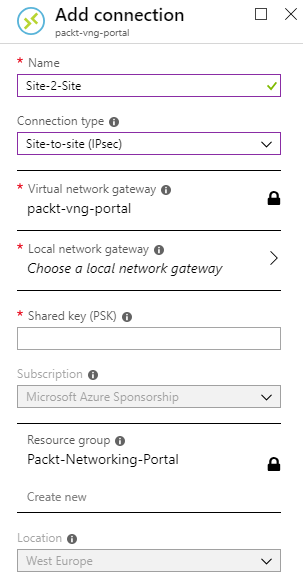 Add connection
packt-vng-portal
* Name
Site-2-Site
Connection type
Site-to-site (IPsec)
* Virtual network gateway
packt-vng-portal
* Local network gateway
Choose a local network gateway
* Shared key (PSK)
Subscription
Microsoft Azure Sponsorship
Resource group
Packt-Networking-Portal
Create new
Location
West Europe